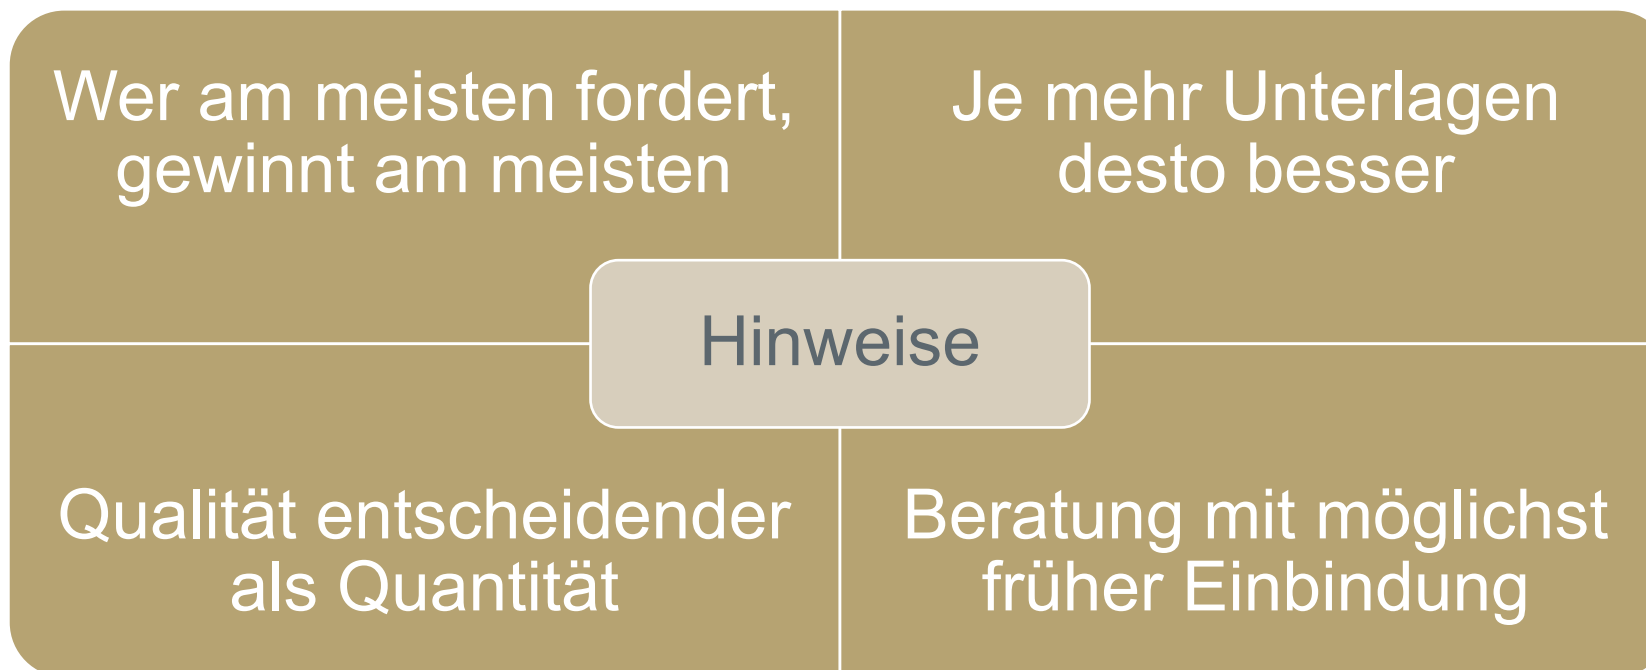 Wer am meisten fordert,
gewinnt am meisten
Je mehr Unterlagen
desto besser
Hinweise
Qualität entscheidender
als Quantität
Beratung mit möglichst
früher Einbindung